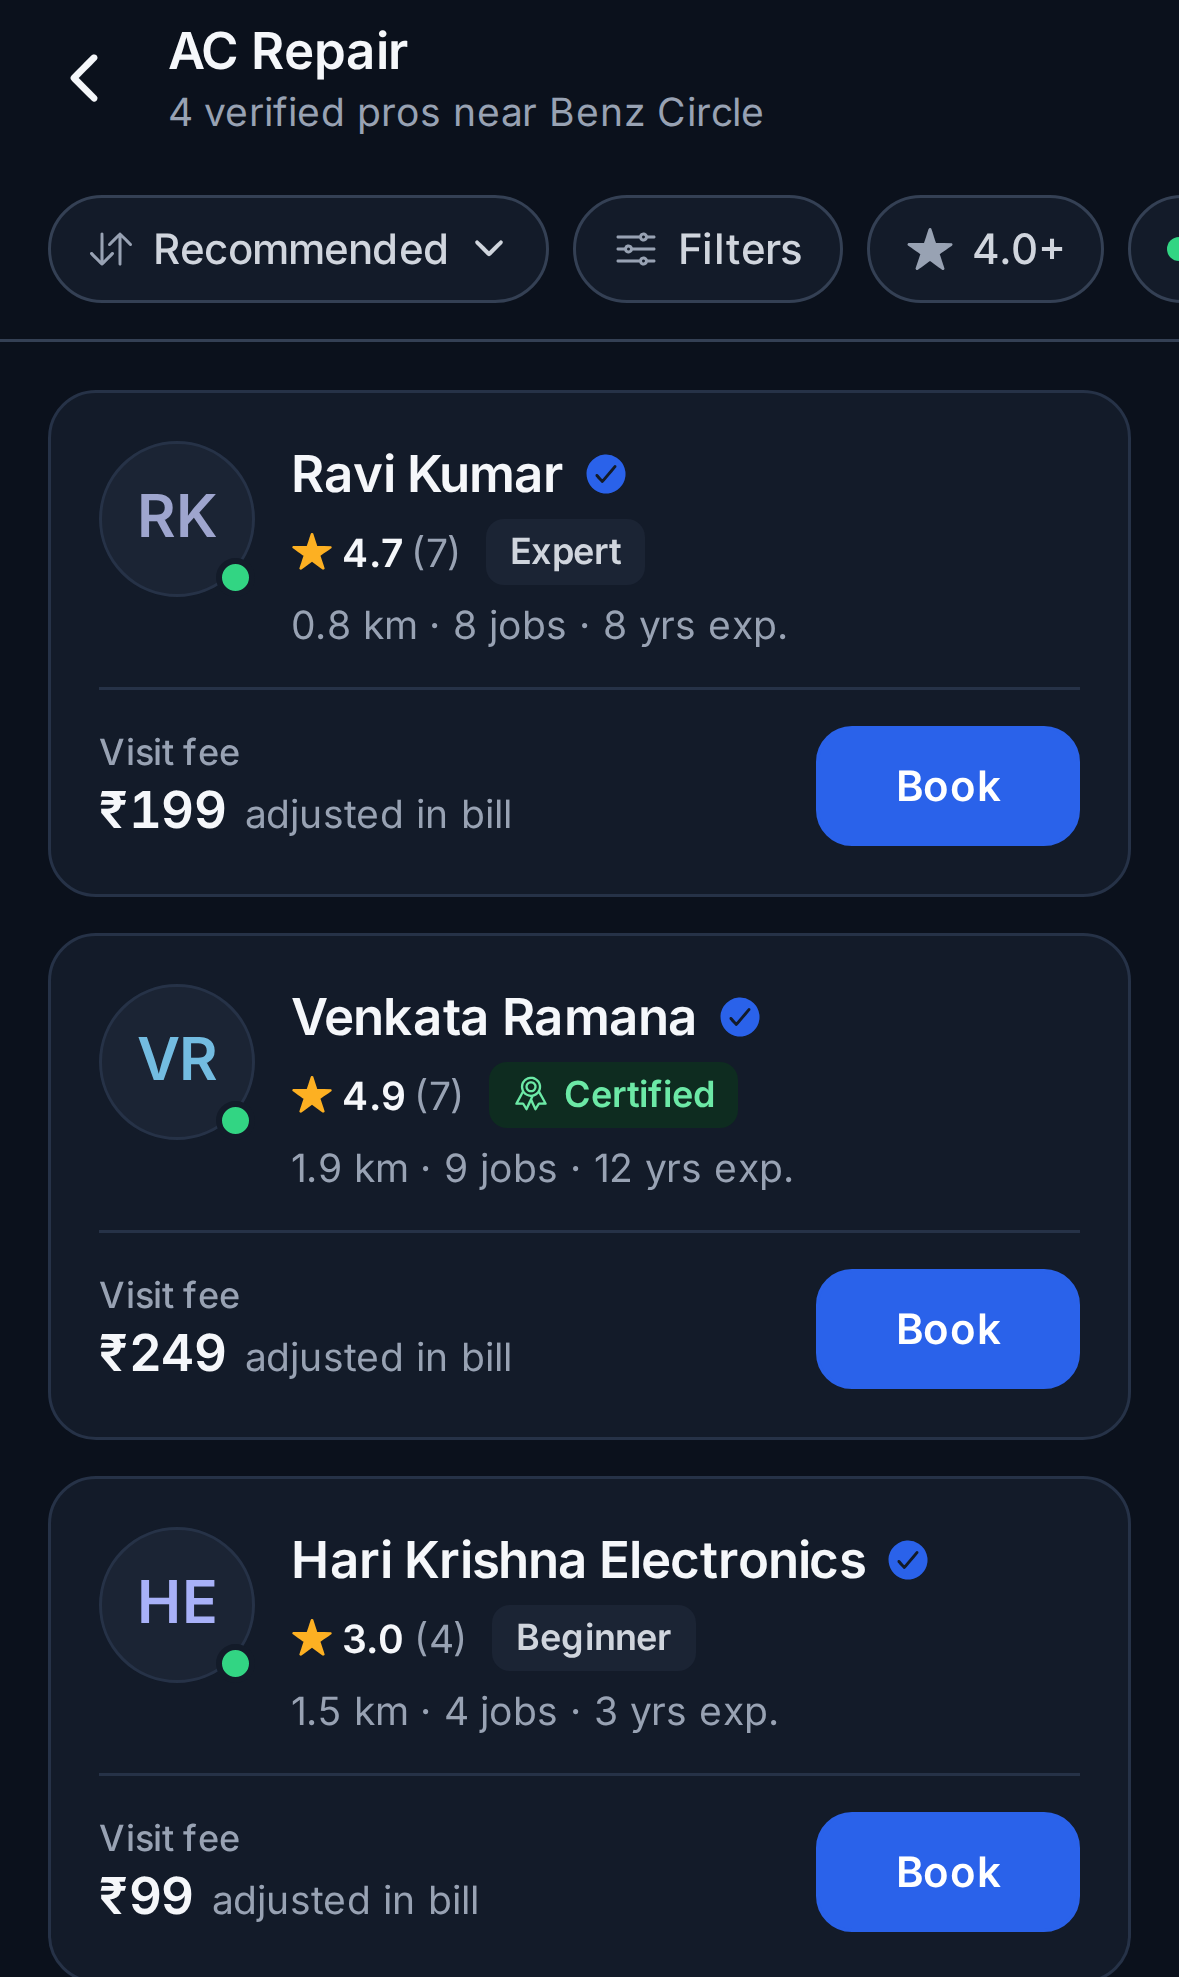 AC Repair
4 verified pros near Benz Circle
Recommended
Filters
4.0+
RK
Ravi Kumar
4.7 (7) Expert
0.8 km · 8 jobs · 8 yrs exp.
Visit fee
₹199 adjusted in bill
Book
VR
Venkata Ramana
4.9 (7) Certified
1.9 km · 9 jobs · 12 yrs exp.
Visit fee
₹249 adjusted in bill
Book
HE
Hari Krishna Electronics
3.0 (4) Beginner
1.5 km · 4 jobs · 3 yrs exp.
Visit fee
₹99 adjusted in bill
Book